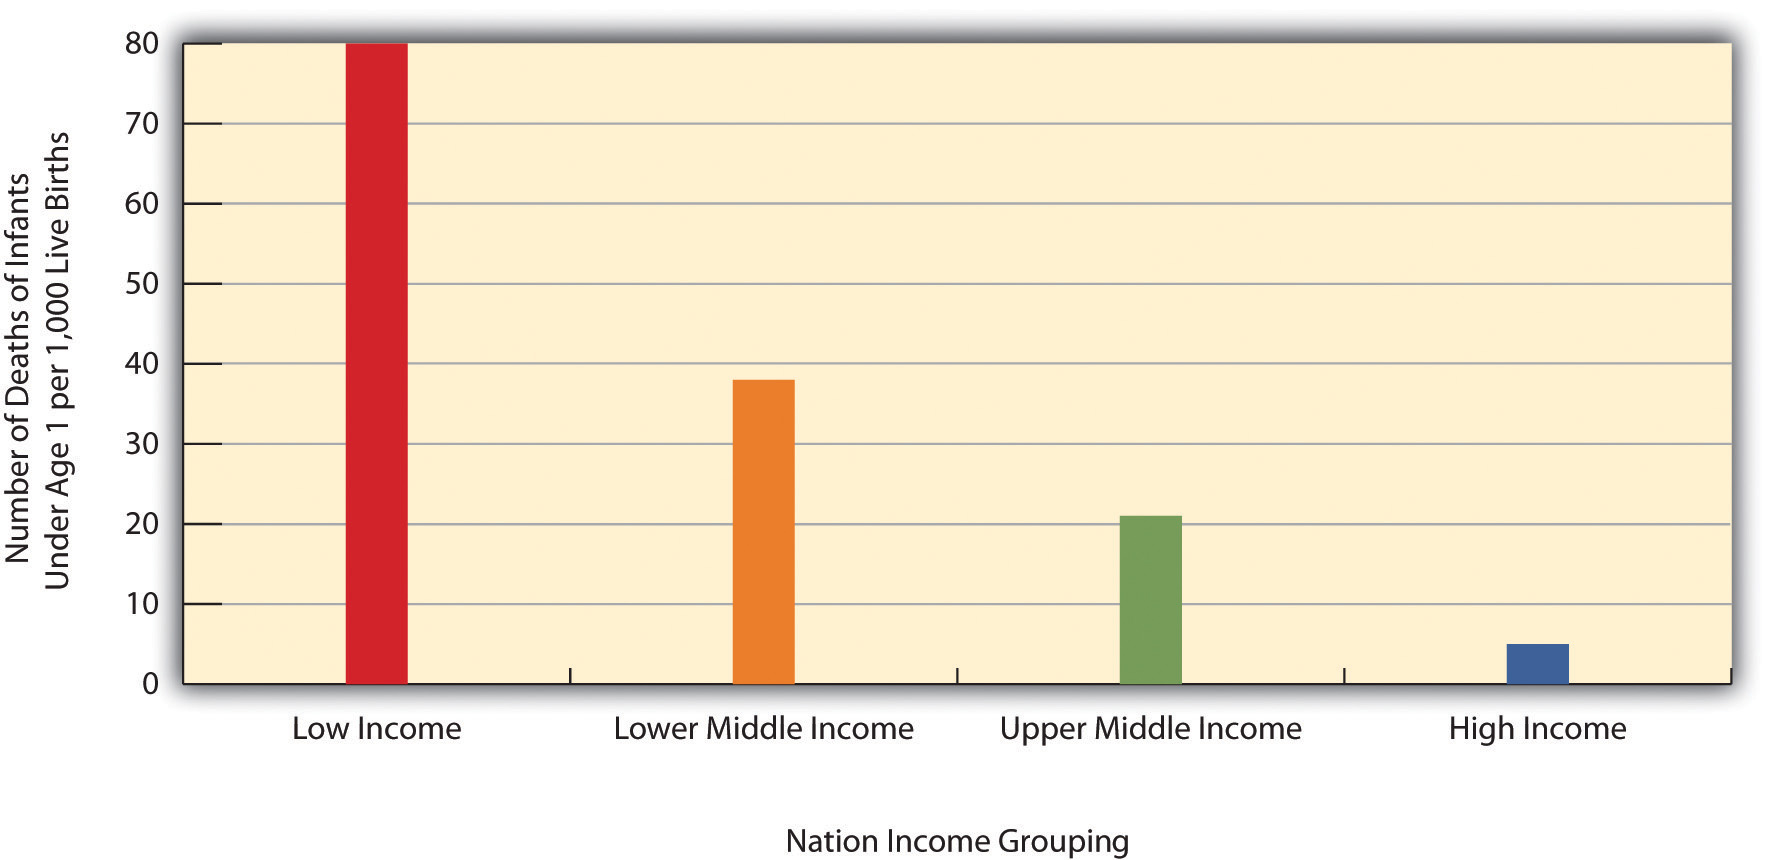 Number of Deaths of Infants
Under Age 1 per 1,000 Live Births
80
70
60
50
40
30
20
10
0
Low Income
Lower Middle Income
Upper Middle Income
High Income
Nation Income Grouping